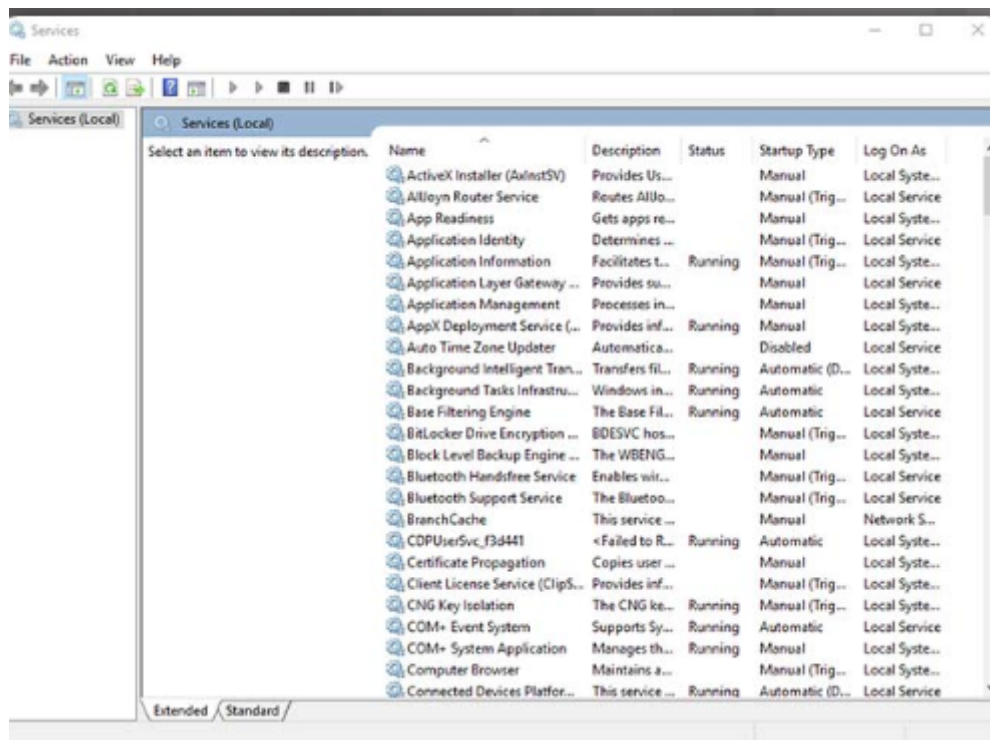 Services
File Action View Help
Services (Local)
Services (Local)
Select an item to view its description.
Name Description Status Startup Type Log On As
ActiveX Installer (AxInstSV) Provides Us... Manual Local Syste...
AllJoyn Router Service Routes AllJo... Manual (Trig... Local Service
App Readiness Gets apps re... Manual Local Syste...
Application Identity Determines ... Manual (Trig... Local Service
Application Information Facilitates t... Running Manual (Trig... Local Syste...
Application Layer Gateway ... Provides su... Manual Local Service
Application Management Processes in... Manual Local Syste...
AppX Deployment Service (... Provides inf... Running Manual Local Syste...
Auto Time Zone Updater Automatica... Disabled Local Service
Background Intelligent Tran... Transfers fil... Running Automatic (D... Local Syste...
Background Tasks Infrastru... Windows in... Running Automatic Local Syste...
Base Filtering Engine The Base Fil... Running Automatic Local Service
BitLocker Drive Encryption ... BDESVC hos... Manual (Trig... Local Syste...
Block Level Backup Engine ... The WBENG... Manual Local Syste...
Bluetooth Handsfree Service Enables wir... Manual (Trig... Local Service
Bluetooth Support Service The Bluetoo... Manual (Trig... Local Service
BranchCache This service ... Manual Network S...
CDPUserSvc_f3d441 <Failed to R... Running Automatic Local Syste...
Certificate Propagation Copies user ... Manual Local Syste...
Client License Service (ClipS... Provides inf... Manual (Trig... Local Syste...
CNG Key Isolation The CNG ke... Running Manual (Trig... Local Syste...
COM+ Event System Supports Sy... Running Automatic Local Service
COM+ System Application Manages th... Running Manual Local Syste...
Computer Browser Maintains a... Manual (Trig... Local Syste...
Connected Devices Platfor... This service ... Running Automatic (D... Local Service
Extended Standard